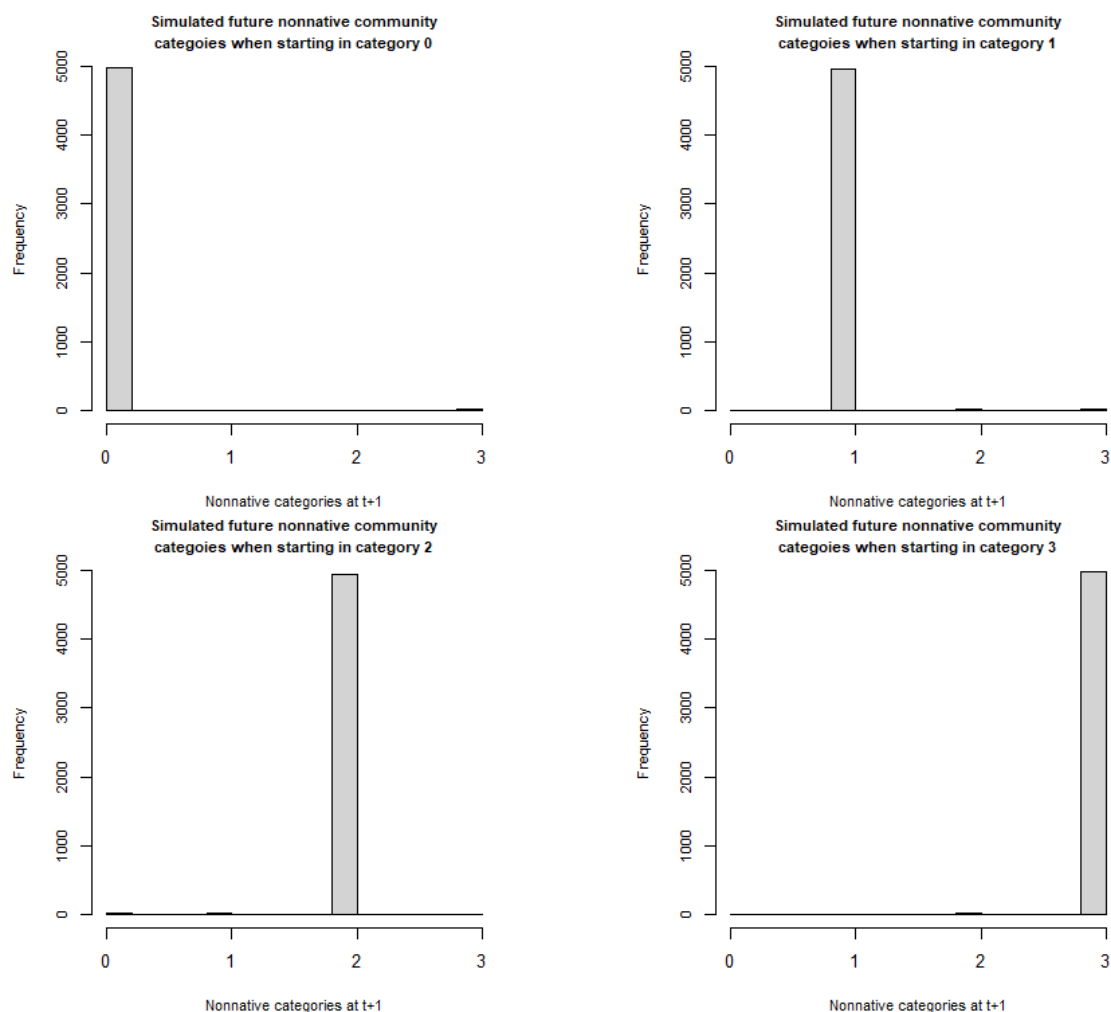 Simulated future nonnative community
categoies when starting in category 0
Frequency
5000
4000
3000
2000
1000
0
0 1 2 3
Nonnative categories at t+1
Simulated future nonnative community
categoies when starting in category 1
Frequency
5000
4000
3000
2000
1000
0
0 1 2 3
Nonnative categories at t+1
Simulated future nonnative community
categoies when starting in category 2
Frequency
5000
4000
3000
2000
1000
0
0 1 2 3
Nonnative categories at t+1
Simulated future nonnative community
categoies when starting in category 3
Frequency
5000
4000
3000
2000
1000
0
0 1 2 3
Nonnative categories at t+1